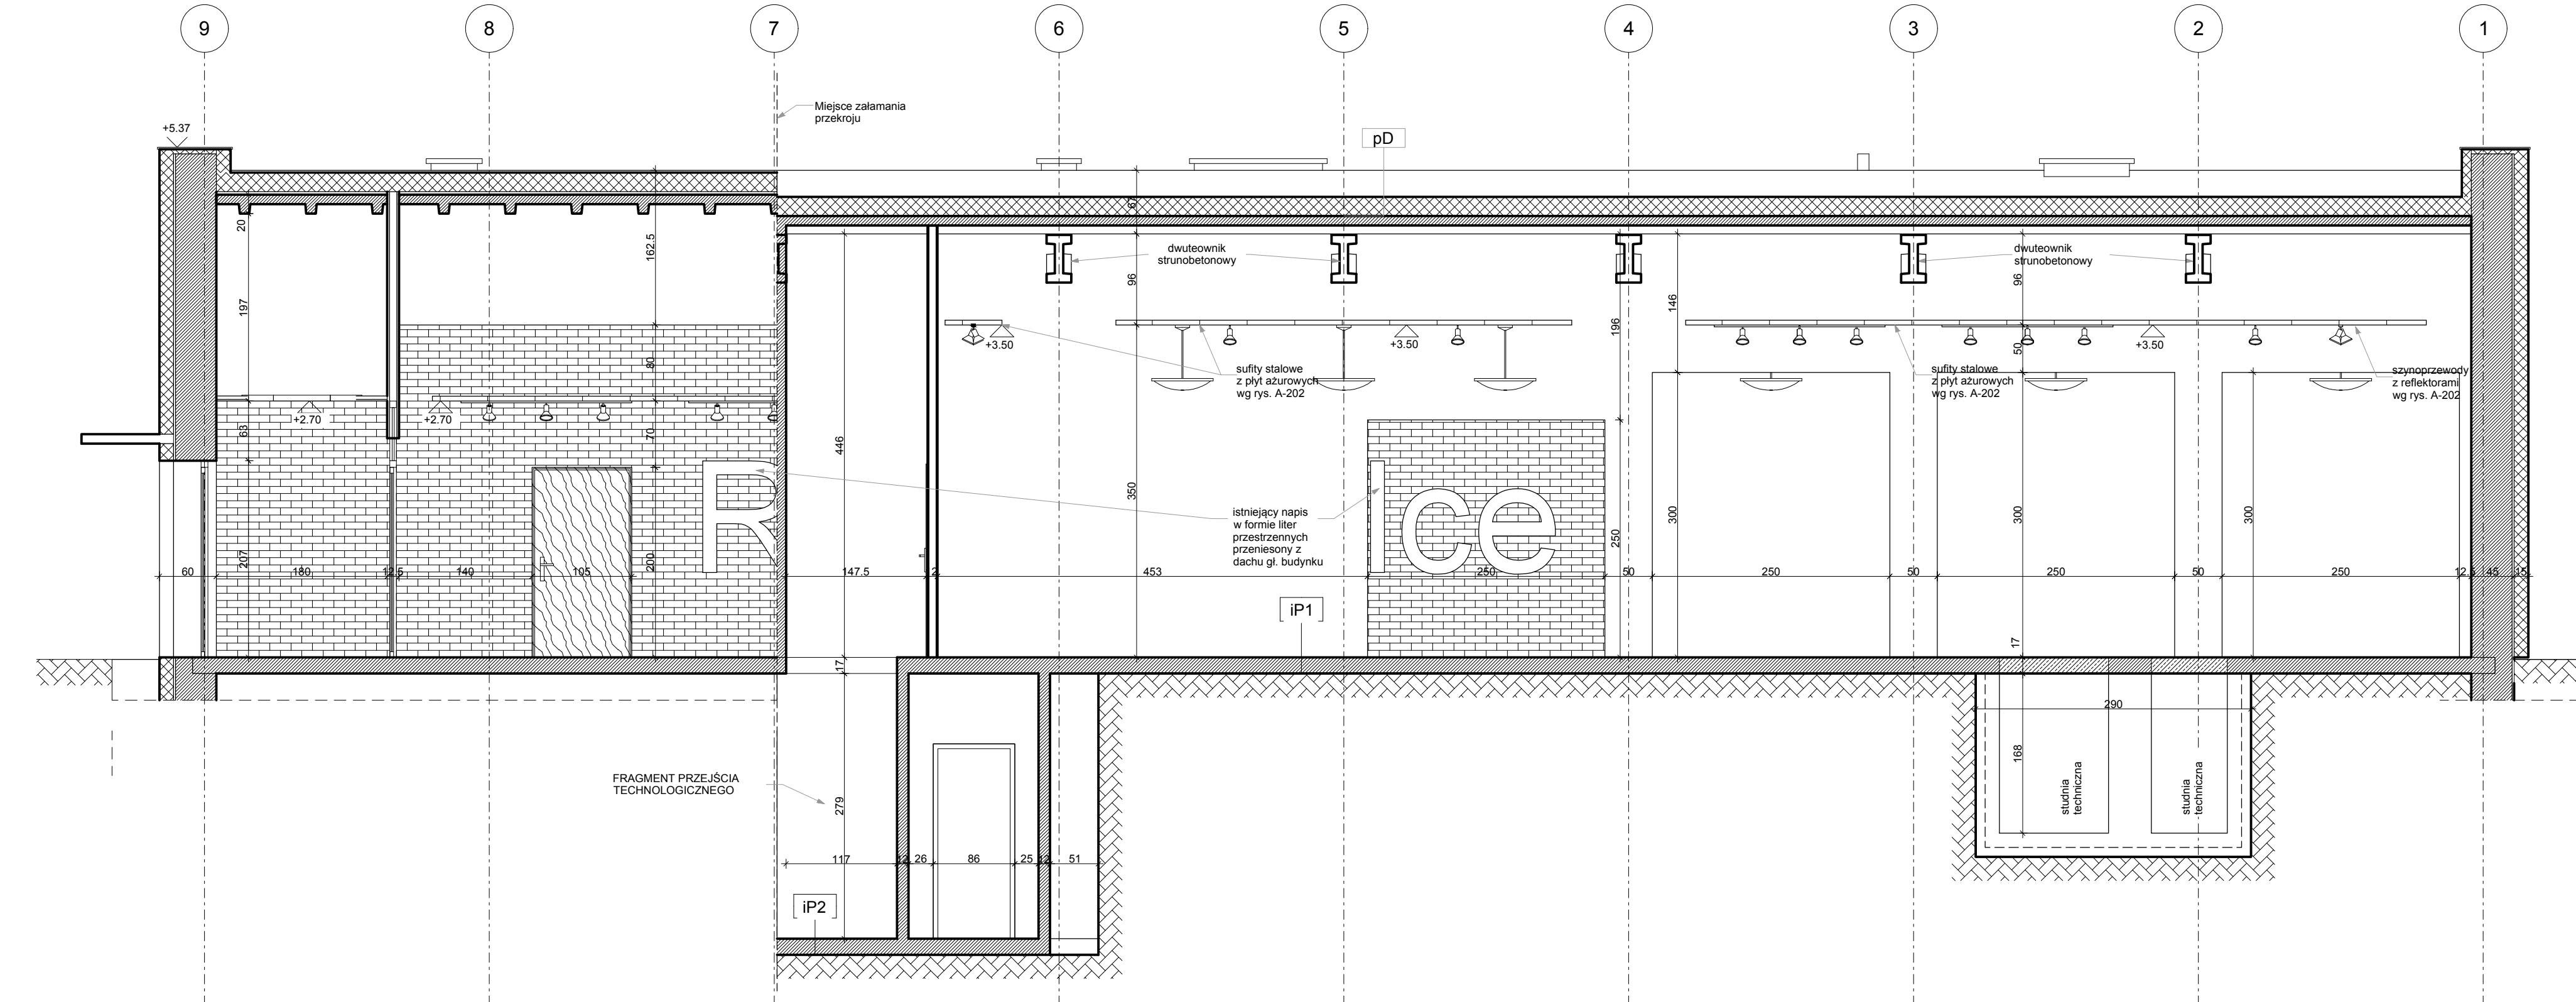 9
8
7
6
5
4
3
2
1
Miejsce załamania
przekroju
+5.37
pD
67
20
162.5
dwuteownik
strunobetonowy
dwuteownik
strunobetonowy
96
96
146
197
196
+3.50
+3.50
+3.50
50
80
sufity stalowe
z płyt ażurowych
wg rys. A-202
sufity stalowe
z płyt ażurowych
wg rys. A-202
szynoprzewody
z reflektorami
wg rys. A-202
+2.70
+2.70
63
70
446
R
Ice
350
istniejący napis
w formie liter
przestrzennych
przeniesony z
dachu gł. budynku
300
300
300
250
207
200
60
180
12.5
140
105
147.5
2
453
250
50
250
50
250
50
250
12.5
45
15
iP1
17
17
290
168
studnia
techniczna
studnia
techniczna
FRAGMENT PRZEJŚCIA
TECHNOLOGICZNEGO
279
117
12
26
86
25
12
51
iP2